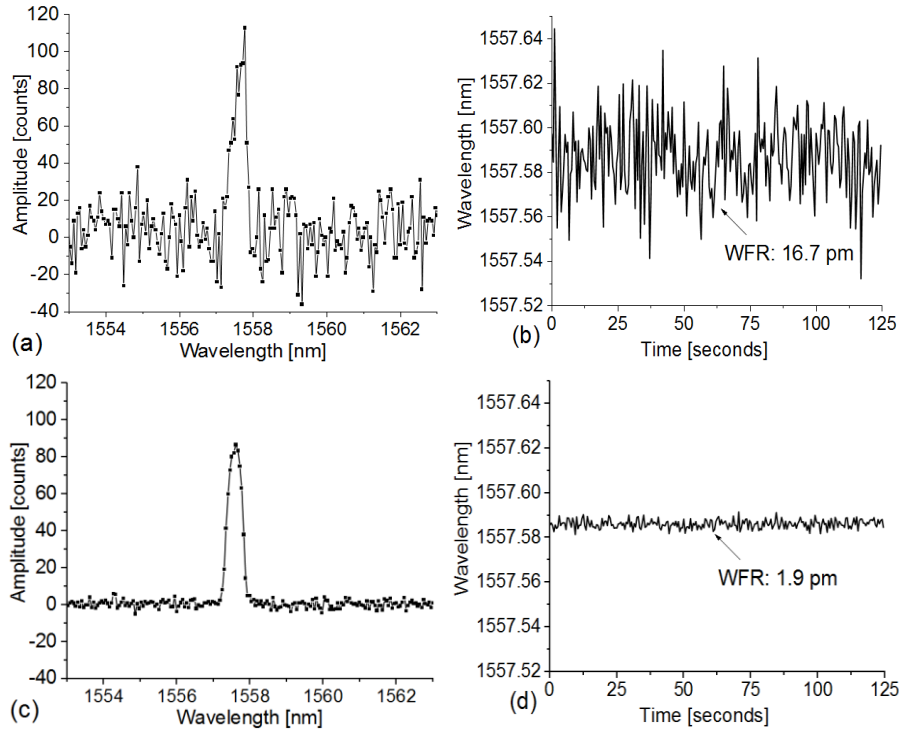 120
100
80
60
40
20
0
-20
-40
Amplitude [counts]
1554 1556 1558 1560 1562
Wavelength [nm]
(a)
1557.64
1557.62
1557.60
1557.58
1557.56
1557.54
1557.52
Wavelength [nm]
WFR: 16.7 pm
0 25 50 75 100 125
Time [seconds]
(b)
120
100
80
60
40
20
0
-20
-40
Amplitude [counts]
1554 1556 1558 1560 1562
Wavelength [nm]
(c)
1557.64
1557.62
1557.60
1557.58
1557.56
1557.54
1557.52
Wavelength [nm]
WFR: 1.9 pm
0 25 50 75 100 125
Time [seconds]
(d)